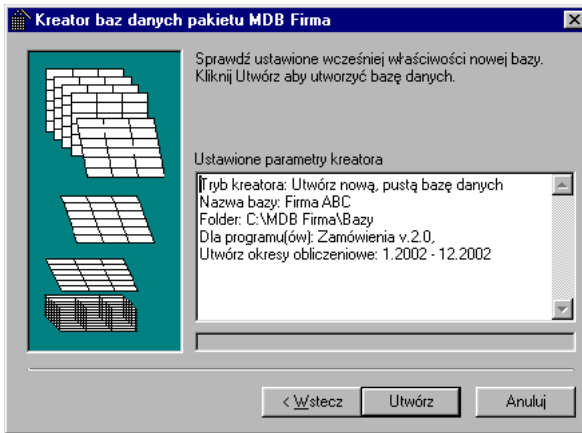 Kreator baz danych pakietu MDB Firma
Sprawdź ustawione wcześniej właściwości nowej bazy.
Kliknij Utwórz aby utworzyć bazę danych.
Ustawione parametry kreatora
Tryb kreatora: Utwórz nową, pustą bazę danych
Nazwa bazy: Firma ABC
Folder: C:\MDB Firma\Bazy
Dla programu(ów): Zamówienia v.2.0,
Utwórz okresy obliczeniowe: 1.2002 - 12.2002
< Wstecz
Utwórz
Anuluj